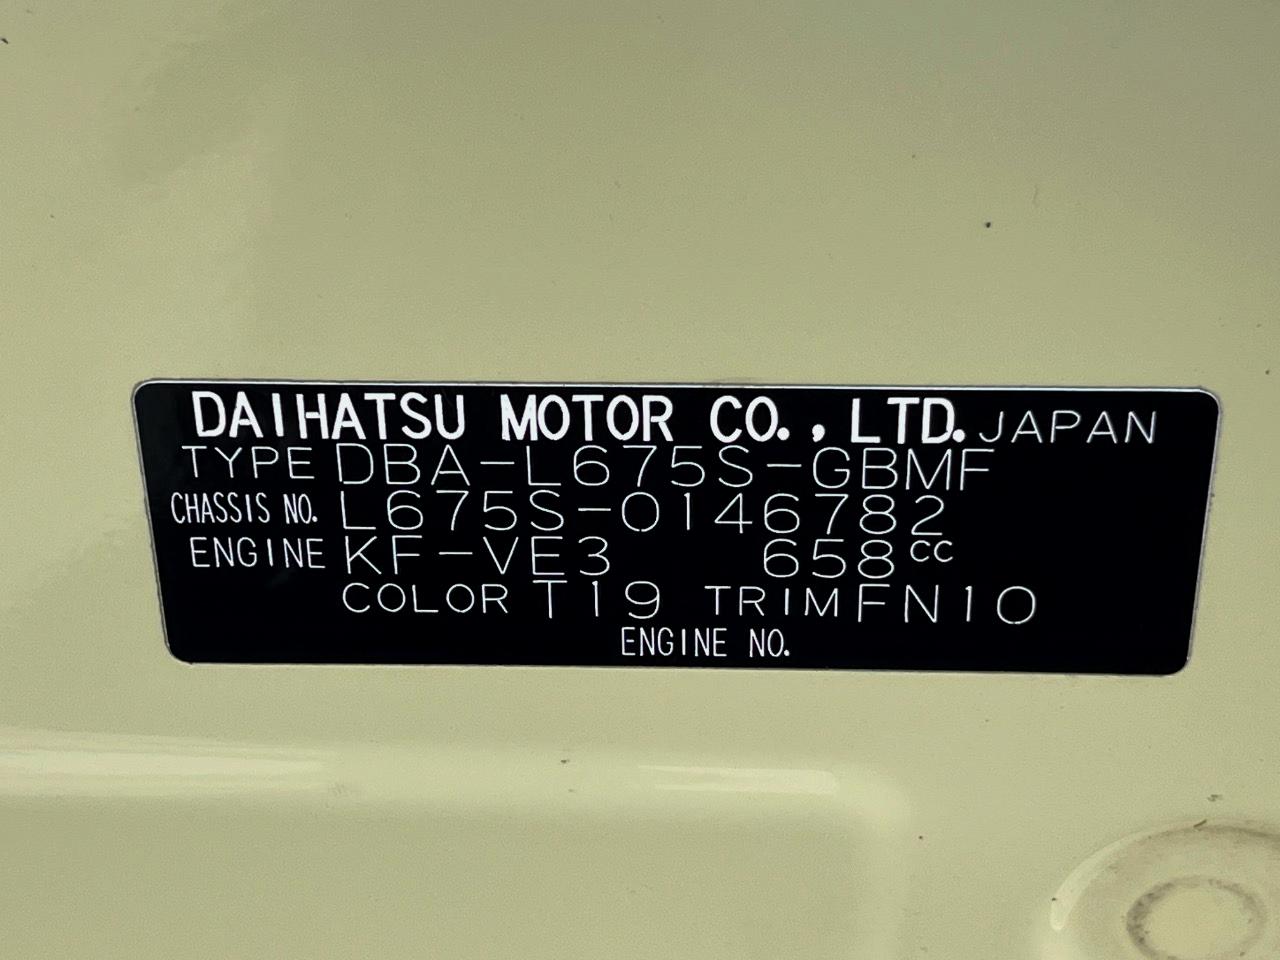 DAIHATSU MOTOR CO., LTD. JAPAN
TYPE DBA-L675S-GBMF
CHASSIS NO. L675S-0146782
ENGINE KF-VE3 658cc
COLOR T19 TRIM FN10
ENGINE NO.